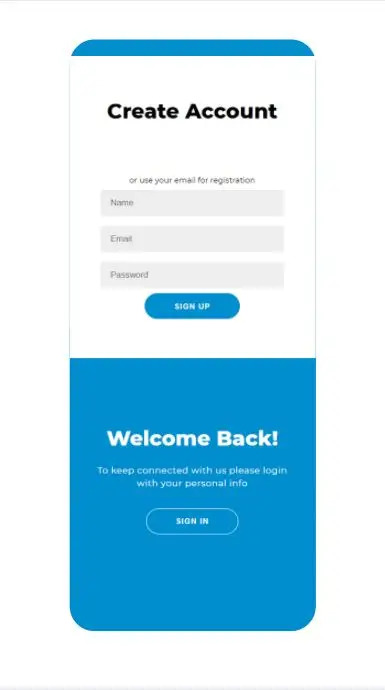 Create Account
or use your email for registration
Name
Email
Password
SIGN UP
Welcome Back!
To keep connected with us please login
with your personal info
SIGN IN